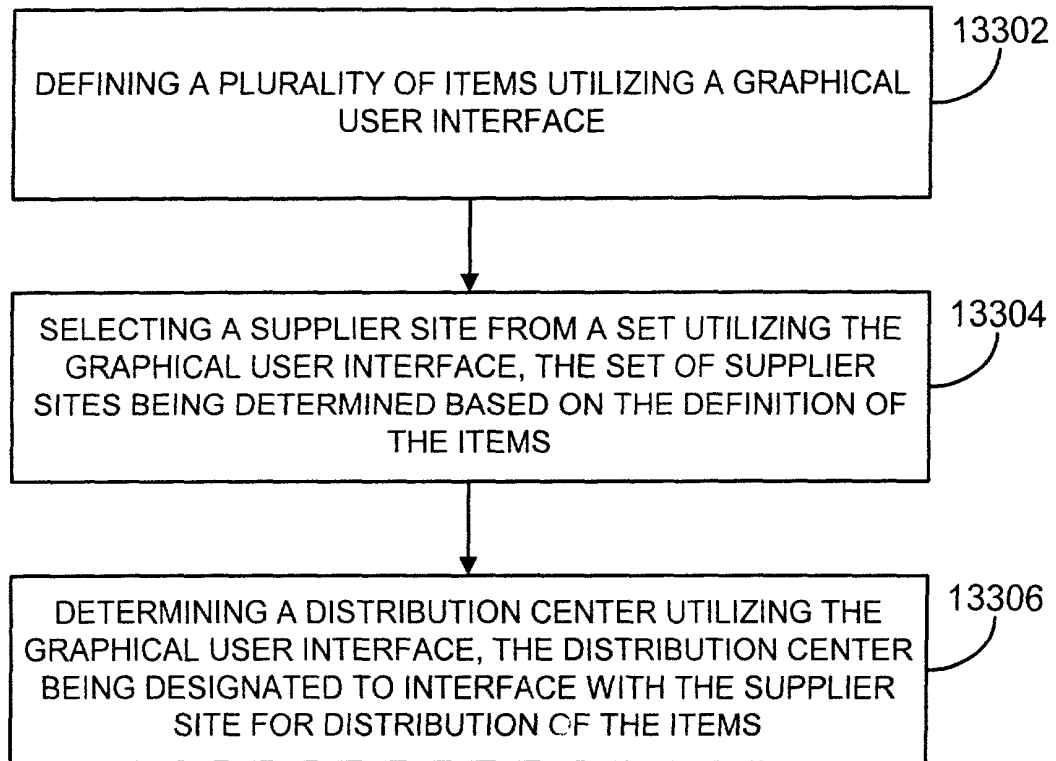 13302
DEFINING A PLURALITY OF ITEMS UTILIZING A GRAPHICAL
USER INTERFACE
13304
SELECTING A SUPPLIER SITE FROM A SET UTILIZING THE
GRAPHICAL USER INTERFACE, THE SET OF SUPPLIER
SITES BEING DETERMINED BASED ON THE DEFINITION OF
THE ITEMS
13306
DETERMINING A DISTRIBUTION CENTER UTILIZING THE
GRAPHICAL USER INTERFACE, THE DISTRIBUTION CENTER
BEING DESIGNATED TO INTERFACE WITH THE SUPPLIER
SITE FOR DISTRIBUTION OF THE ITEMS